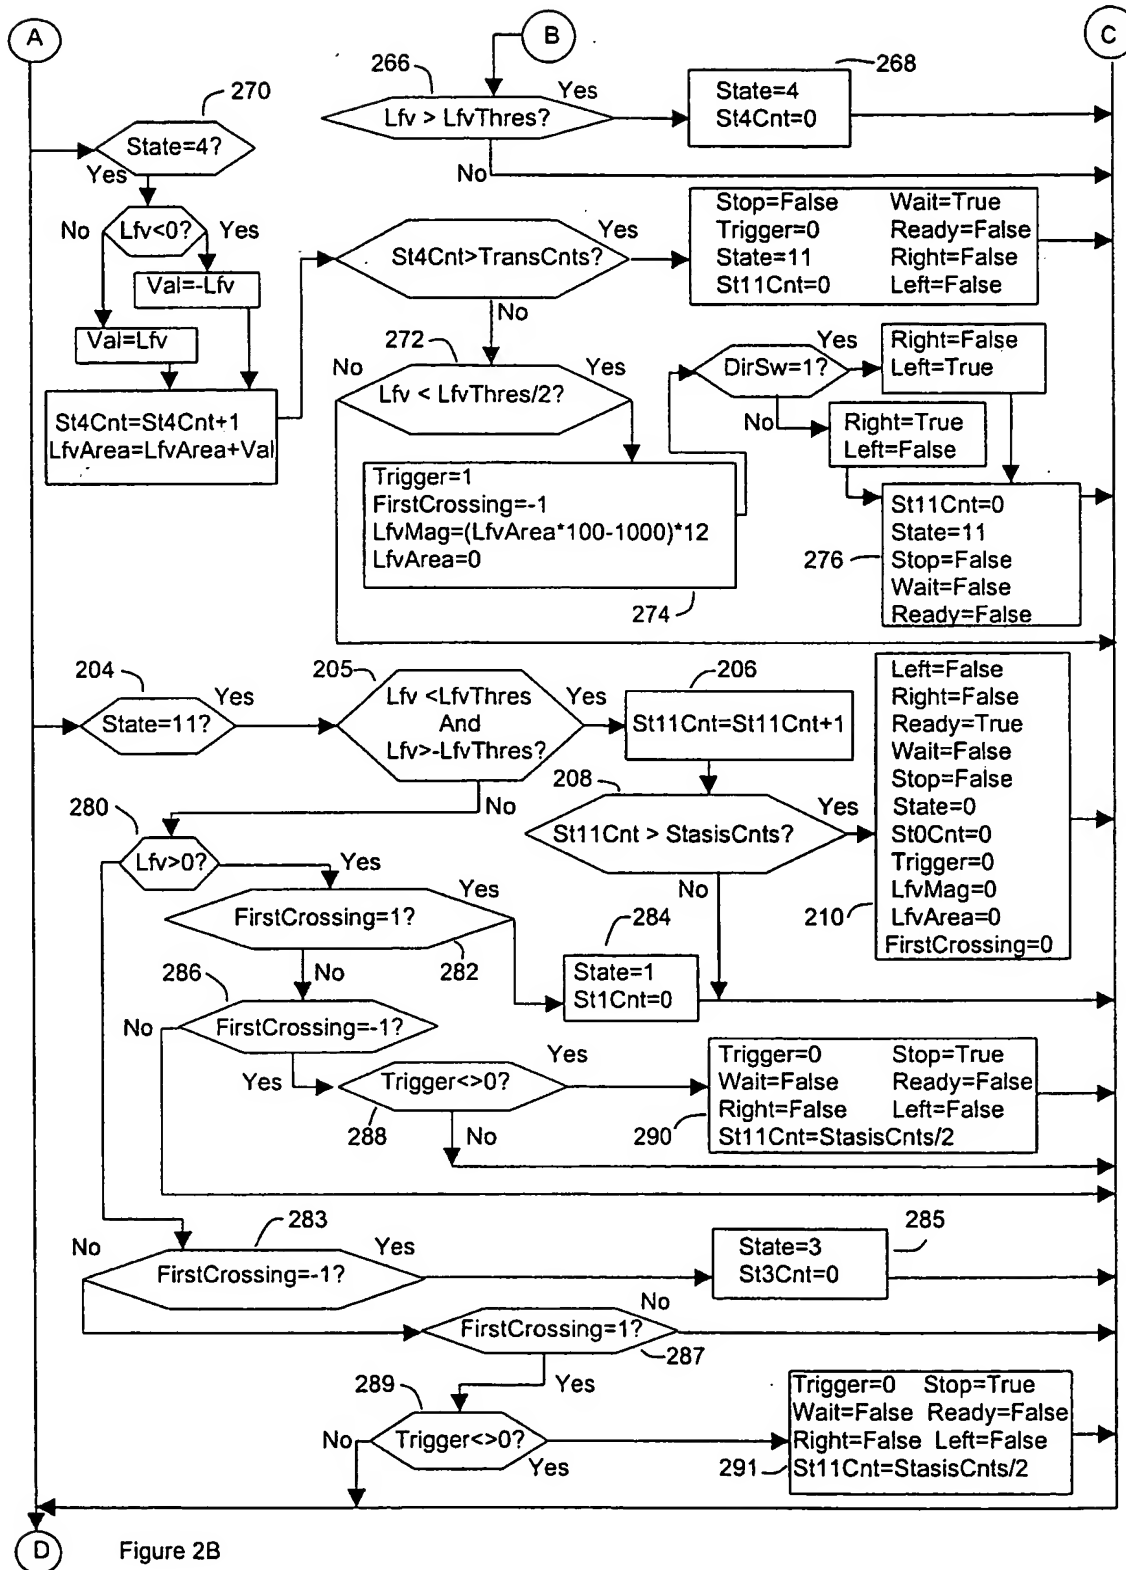 A
B
C
266
Yes
268
Lfv > LfvThres?
State=4
St4Cnt=0
No
270
State=4?
Yes
No
Lfv<0?
Yes
Val=-Lfv
Val=Lfv
St4Cnt=St4Cnt+1
LfvArea=LfvArea+Val
St4Cnt>TransCnts?
Yes
No
Stop=False Wait=True
Trigger=0 Ready=False
State=11 Right=False
St11Cnt=0 Left=False
272
No
Lfv < LfvThres/2?
Yes
Trigger=1
FirstCrossing=-1
LfvMag=(LfvArea*100-1000)*12
LfvArea=0
274
DirSw=1?
Yes
No
Right=False
Left=True
Right=True
Left=False
St11Cnt=0
State=11
Stop=False
Wait=False
Ready=False
276
204
State=11?
Yes
205
Lfv <LfvThres
And
Lfv>-LfvThres?
Yes
No
206
St11Cnt=St11Cnt+1
208
St11Cnt > StasisCnts?
Yes
No
Left=False
Right=False
Ready=True
Wait=False
Stop=False
State=0
St0Cnt=0
Trigger=0
LfvMag=0
LfvArea=0
FirstCrossing=0
210
280
Lfv>0?
Yes
FirstCrossing=1?
Yes
282
No
284
State=1
St1Cnt=0
286
No
FirstCrossing=-1?
Yes
Trigger<>0?
Yes
288
No
Trigger=0 Stop=True
Wait=False Ready=False
Right=False Left=False
St11Cnt=StasisCnts/2
290
283
No
FirstCrossing=-1?
Yes
285
State=3
St3Cnt=0
FirstCrossing=1?
No
287
Yes
289
No
Trigger<>0?
Yes
Trigger=0 Stop=True
Wait=False Ready=False
Right=False Left=False
St11Cnt=StasisCnts/2
291
D
Figure 2B